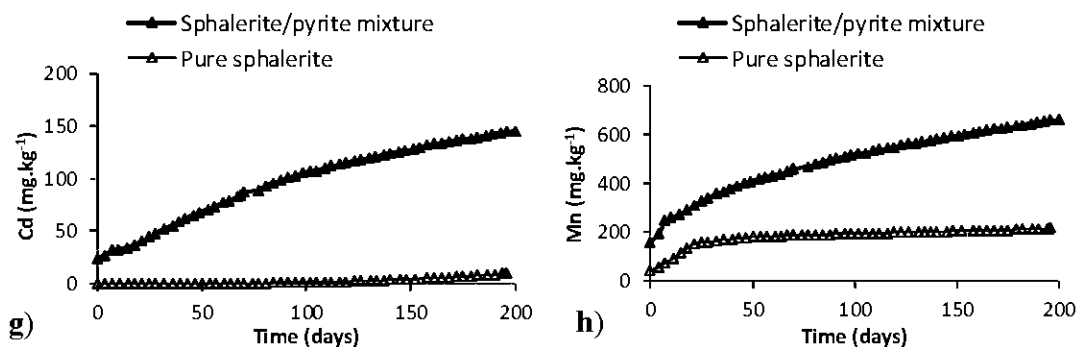 Sphalerite/pyrite mixture
Pure sphalerite
200
150
100
50
0
Cd (mg.kg⁻¹)
0 50 100 150 200
Time (days)
g)
Sphalerite/pyrite mixture
Pure sphalerite
800
600
400
200
0
Mn (mg.kg⁻¹)
0 50 100 150 200
Time (days)
h)